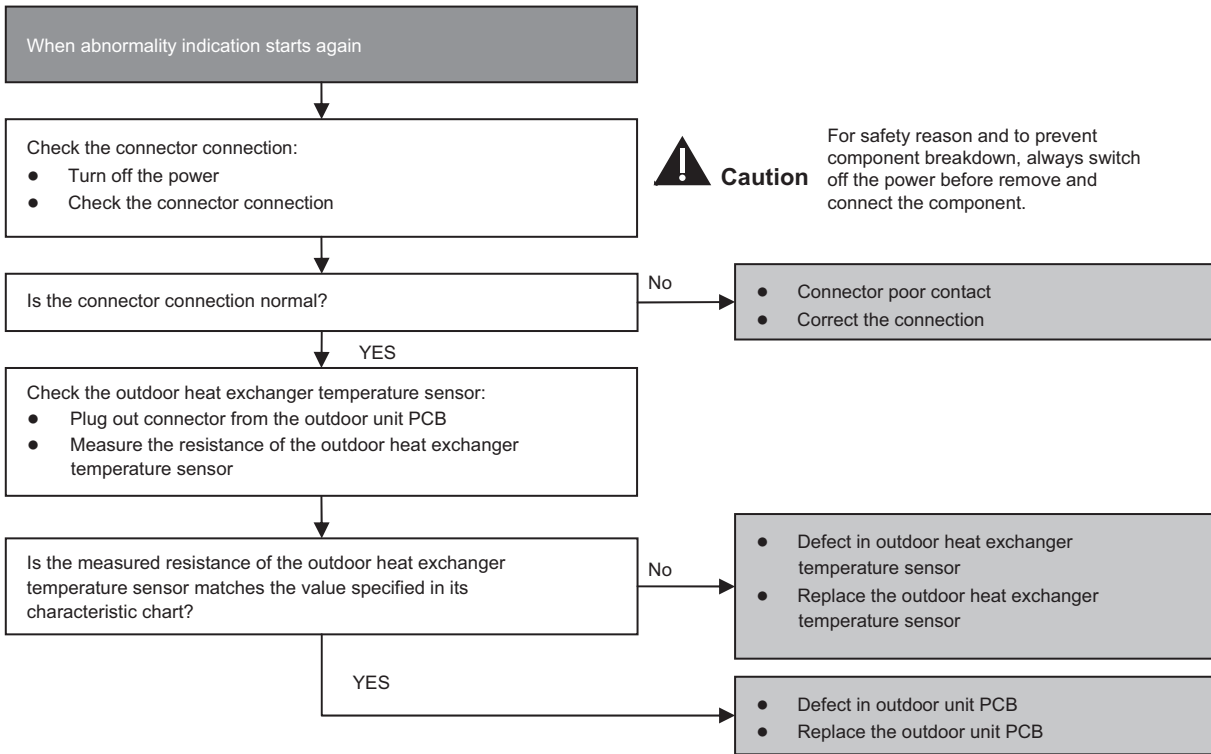 When abnormality indication starts again
Check the connector connection:
● Turn off the power
● Check the connector connection
Caution
For safety reason and to prevent
component breakdown, always switch
off the power before remove and
connect the component.
Is the connector connection normal?
No
● Connector poor contact
● Correct the connection
YES
Check the outdoor heat exchanger temperature sensor:
● Plug out connector from the outdoor unit PCB
● Measure the resistance of the outdoor heat exchanger
temperature sensor
Is the measured resistance of the outdoor heat exchanger
temperature sensor matches the value specified in its
characteristic chart?
No
● Defect in outdoor heat exchanger
temperature sensor
● Replace the outdoor heat exchanger
temperature sensor
YES
● Defect in outdoor unit PCB
● Replace the outdoor unit PCB